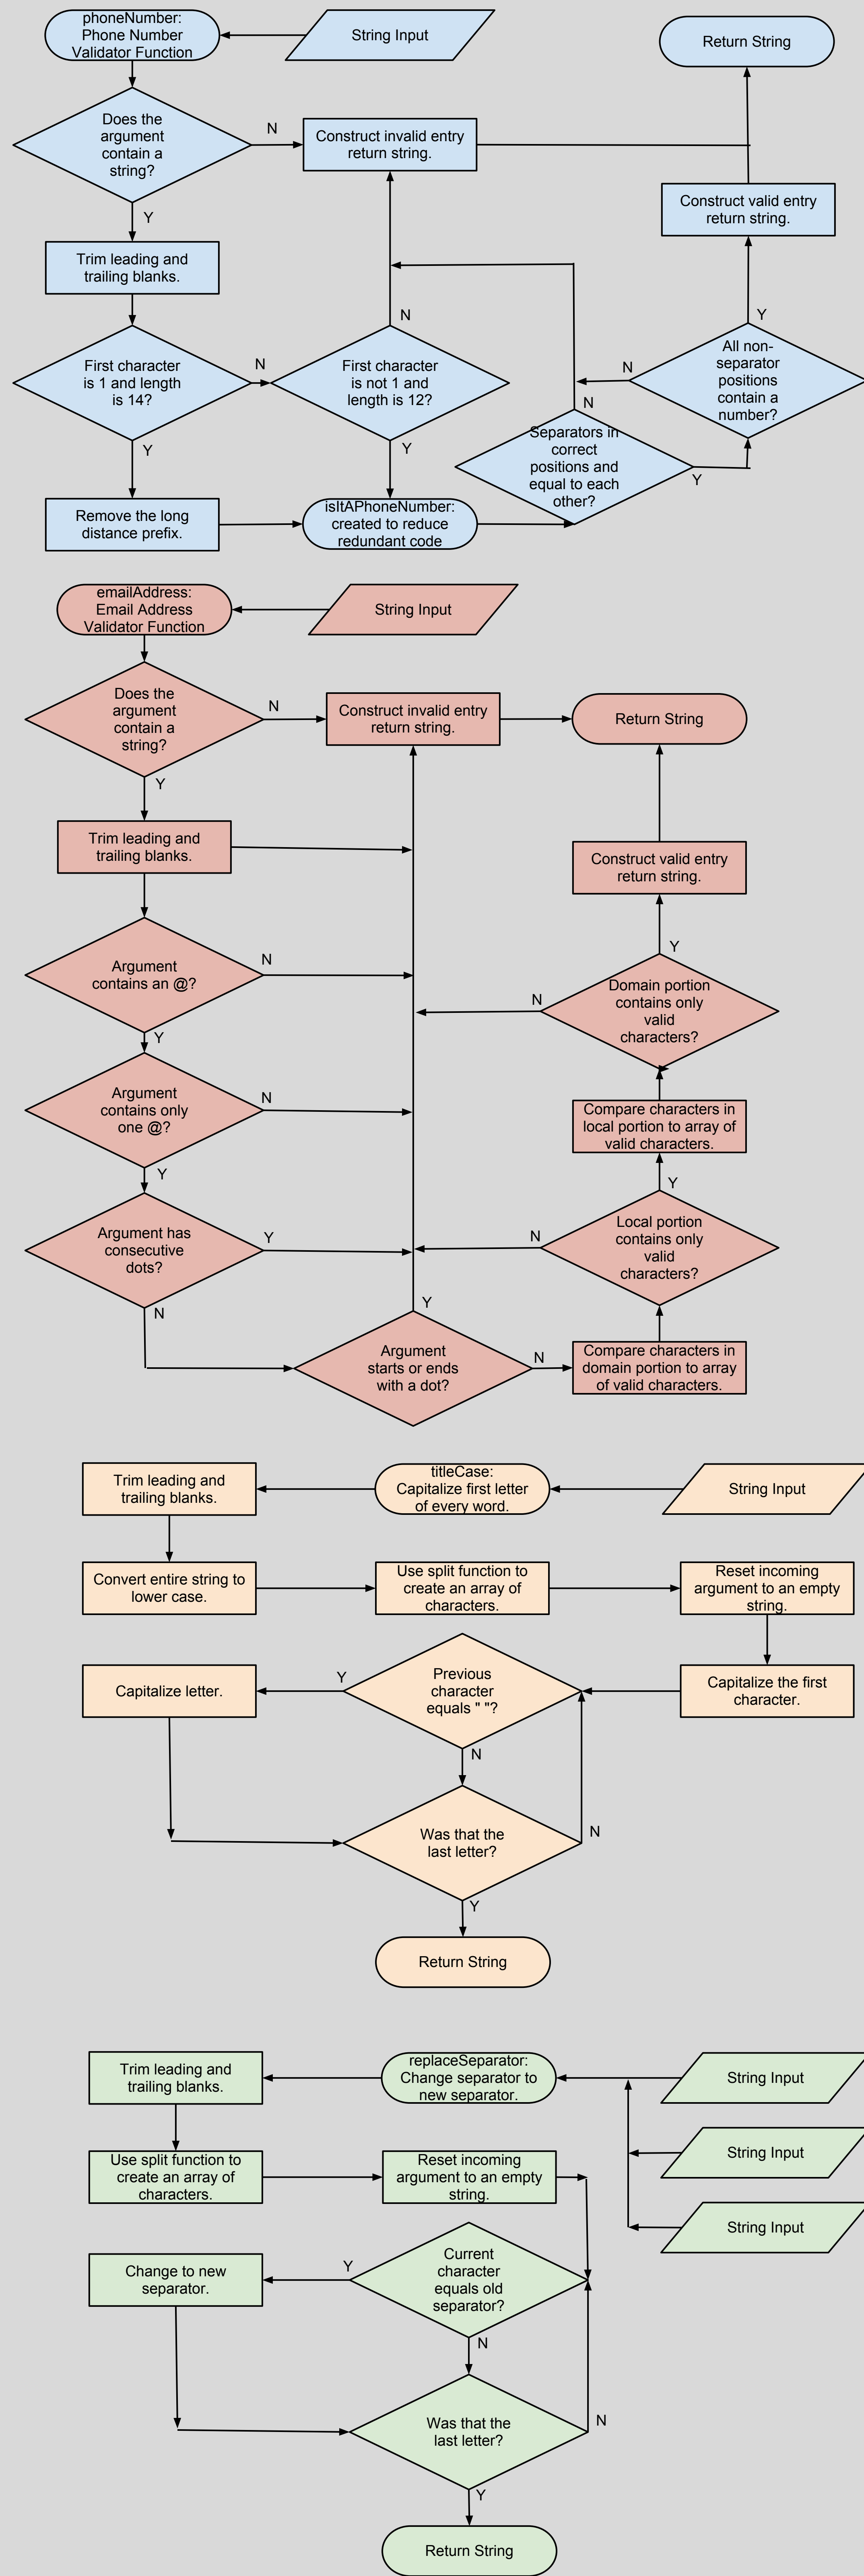 phoneNumber:
Phone Number
Validator Function
String Input
Return String
Does the
argument
contain a
string?
N
Construct invalid entry
return string.
Y
Construct valid entry
return string.
Trim leading and
trailing blanks.
N
Y
First character
is 1 and length
is 14?
N
First character
is not 1 and
length is 12?
N
All non-
separator
positions
contain a
number?
N
Y
Y
Separators in
correct
positions and
equal to each
other?
Y
Remove the long
distance prefix.
isItAPhoneNumber:
created to reduce
redundant code
emailAddress:
Email Address
Validator Function
String Input
Does the
argument
contain a
string?
N
Construct invalid entry
return string.
Return String
Y
Trim leading and
trailing blanks.
Construct valid entry
return string.
Y
Argument
contains an @?
N
Domain portion
contains only
valid
characters?
N
Y
Argument
contains only
one @?
N
Compare characters in
local portion to array of
valid characters.
Y
Y
Argument has
consecutive
dots?
Y
Local portion
contains only
valid
characters?
N
N
Y
Argument
starts or ends
with a dot?
N
Compare characters in
domain portion to array
of valid characters.
Trim leading and
trailing blanks.
titleCase:
Capitalize first letter
of every word.
String Input
Convert entire string to
lower case.
Use split function to
create an array of
characters.
Reset incoming
argument to an empty
string.
Capitalize letter.
Y
Previous
character
equals " "?
Capitalize the first
character.
N
Was that the
last letter?
N
Y
Return String
Trim leading and
trailing blanks.
replaceSeparator:
Change separator to
new separator.
String Input
String Input
String Input
Use split function to
create an array of
characters.
Reset incoming
argument to an empty
string.
Change to new
separator.
Y
Current
character
equals old
separator?
N
Was that the
last letter?
N
Y
Return String